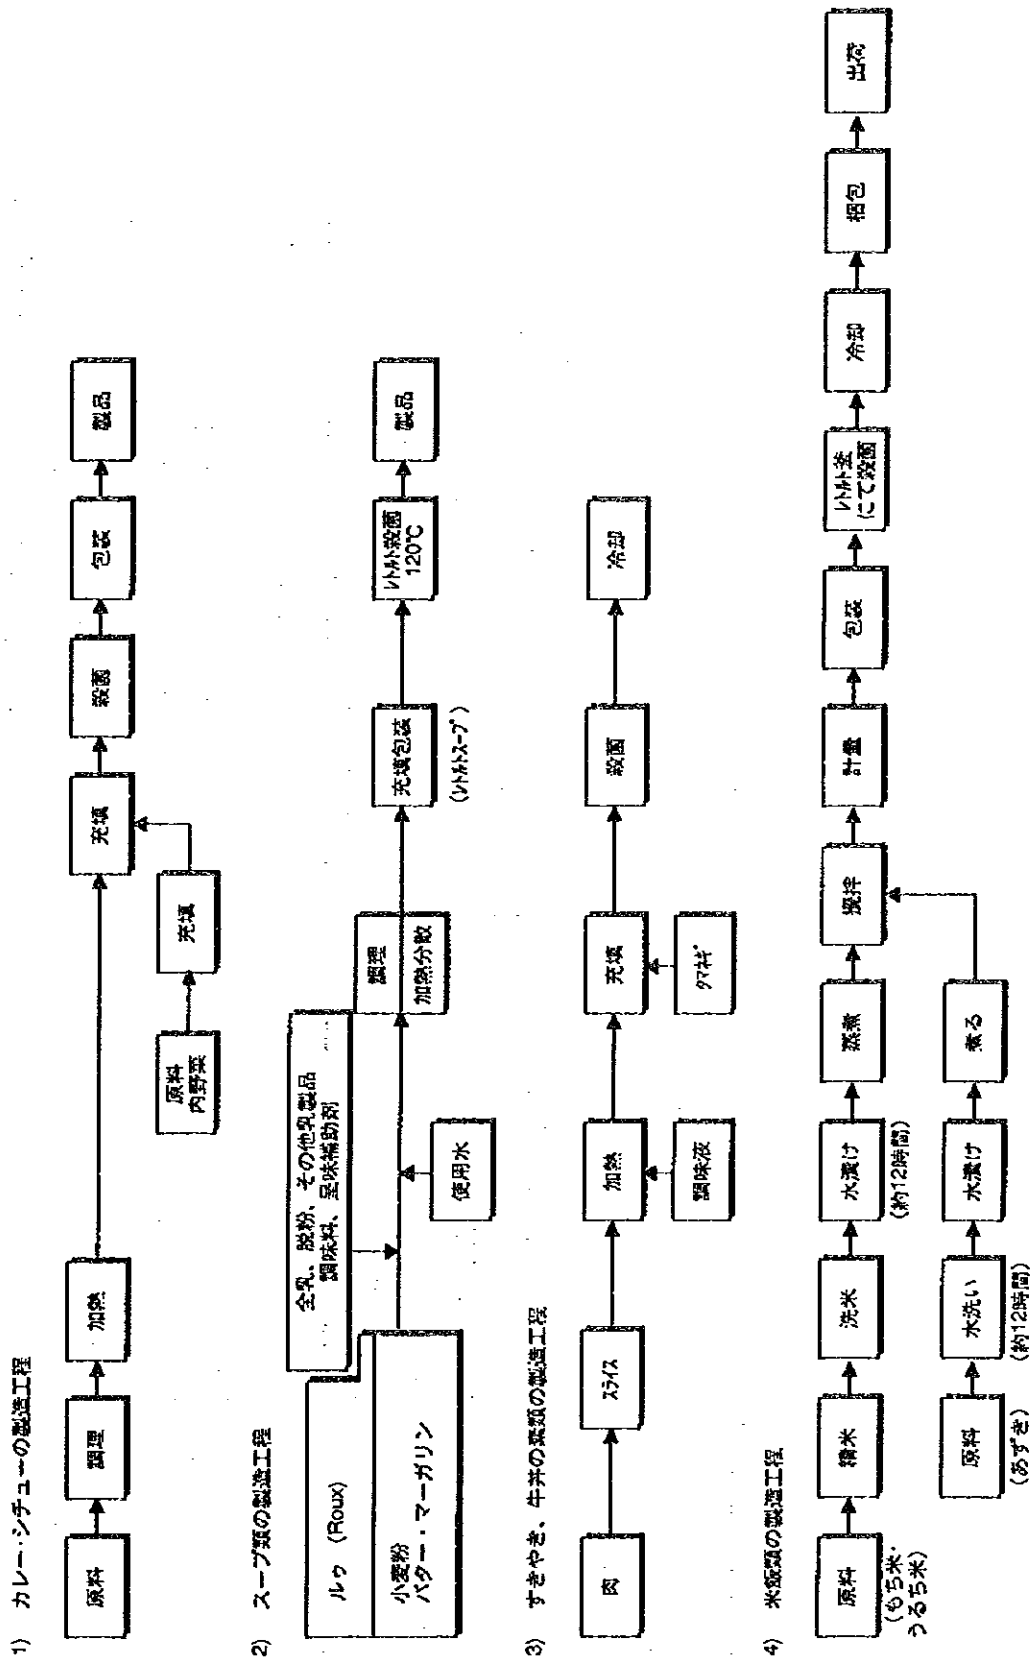 1) カレー・シチューの製造工程
原料
調理
加熱
充填
殺菌
包装
製品
原料
内野菜
充填
2) スープ類の製造工程
ルウ (Roux)
小麦粉
バター・マーガリン
全乳、脱粉、その他乳製品
調味料、呈味補助剤
使用水
調理
加熱分散
充填包装
(レトルトスープ)
レトルト殺菌
120℃
製品
3) すきやき、牛丼の素類の製造工程
肉
スライス
加熱
調味液
充填
タマネギ
殺菌
冷却
4) 米飯類の製造工程
原料
(もち米・
うるち米)
精米
洗米
水漬け
(約12時間)
蒸煮
攪拌
計量
包装
レトルト釜
にて殺菌
冷却
梱包
出荷
原料
(あずき)
水洗い
(約12時間)
水漬け
煮る